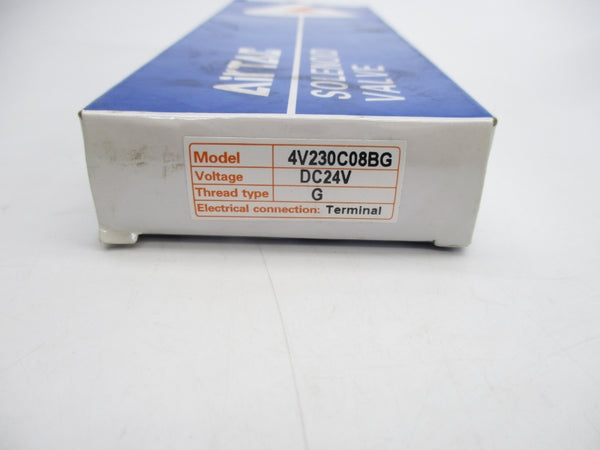 AirTAC
SOLENOID
VALVE
Model 4V230C08BG
Voltage DC24V
Thread type G
Electrical connection: Terminal